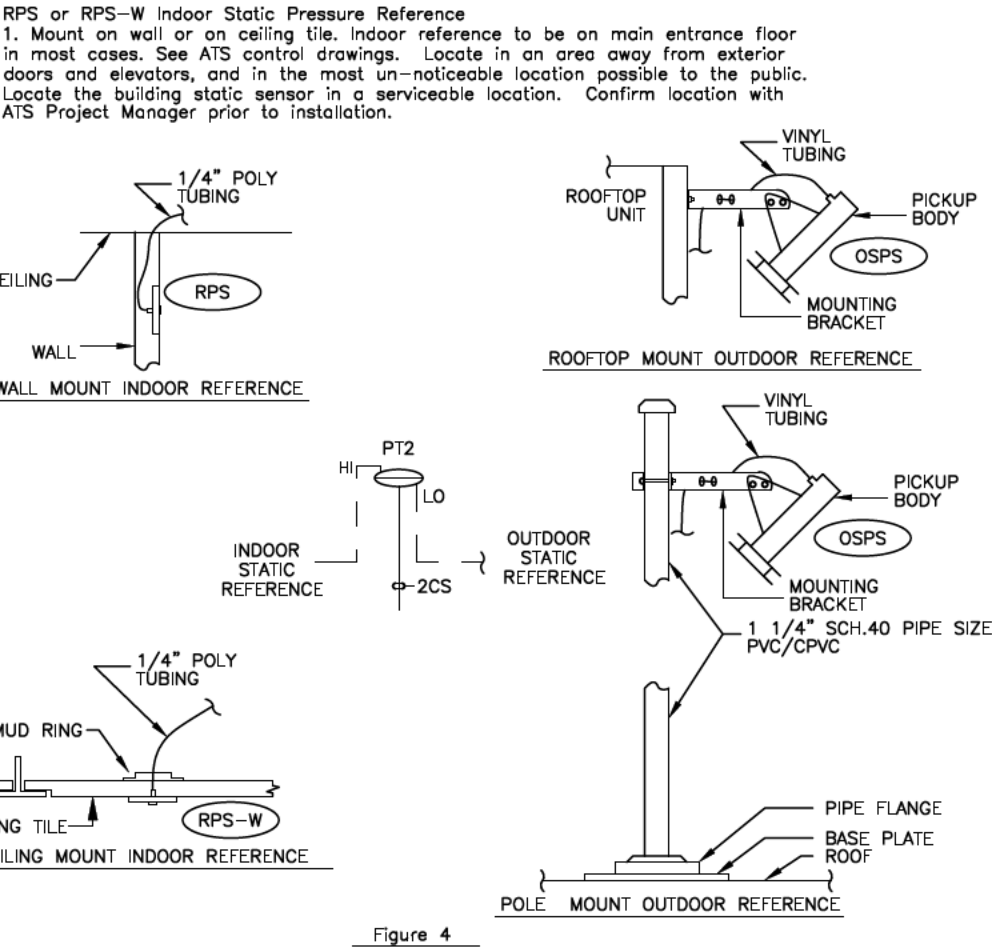 RPS or RPS-W Indoor Static Pressure Reference
1. Mount on wall or on ceiling tile. Indoor reference to be on main entrance floor
in most cases. See ATS control drawings. Locate in an area away from exterior
doors and elevators, and in the most un-noticeable location possible to the public.
Locate the building static sensor in a serviceable location. Confirm location with
ATS Project Manager prior to installation.
1/4" POLY
TUBING
EILING
RPS
WALL
WALL MOUNT INDOOR REFERENCE
VINYL
TUBING
ROOFTOP
UNIT
PICKUP
BODY
OSPS
MOUNTING
BRACKET
ROOFTOP MOUNT OUTDOOR REFERENCE
PT2
HI
LO
INDOOR
STATIC
REFERENCE
OUTDOOR
STATIC
REFERENCE
2CS
VINYL
TUBING
PICKUP
BODY
OSPS
MOUNTING
BRACKET
1 1/4" SCH.40 PIPE SIZE
PVC/CPVC
1/4" POLY
TUBING
MUD RING
NG TILE
RPS-W
EILING MOUNT INDOOR REFERENCE
PIPE FLANGE
BASE PLATE
ROOF
POLE MOUNT OUTDOOR REFERENCE
Figure 4